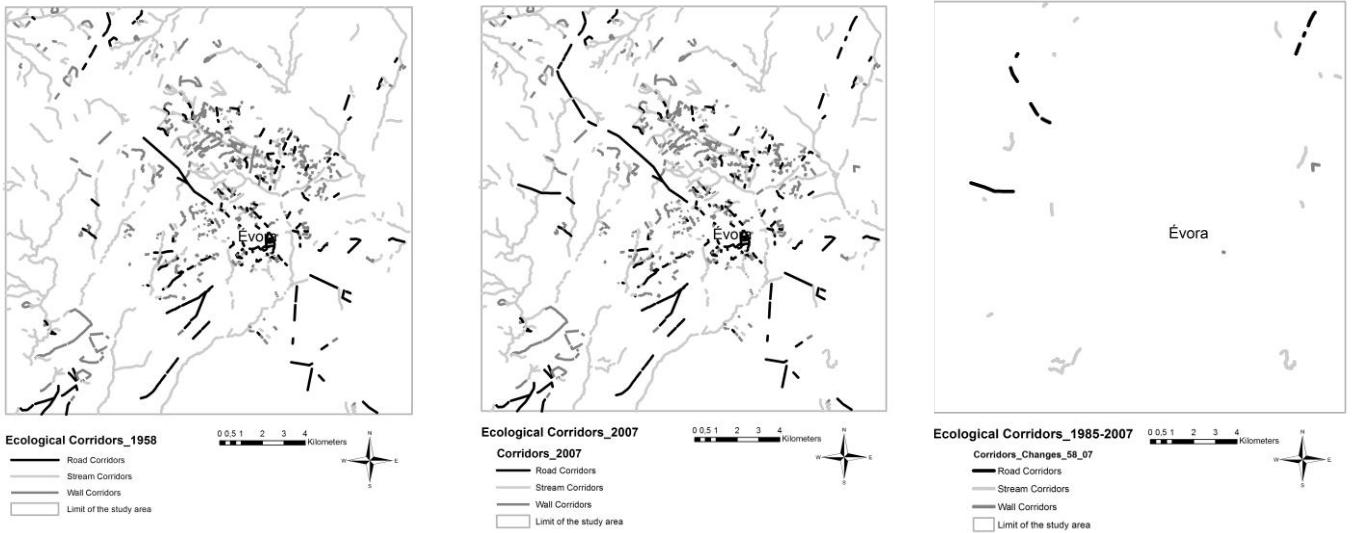 Évora
Ecological Corridors_1958
0 0,5 1 2 3 4
Kilometers
Road Corridors
Stream Corridors
Wall Corridors
Limit of the study area
N
W E
S
Évora
Ecological Corridors_2007
Corridors_2007
0 0,5 1 2 3 4
Kilometers
Road Corridors
Stream Corridors
Wall Corridors
Limit of the study area
N
W E
S
Évora
Ecological Corridors_1985-2007
Corridors_Changes_58_07
0 0,5 1 2 3 4
Kilometers
Road Corridors
Stream Corridors
Wall Corridors
Limit of the study area
N
W E
S